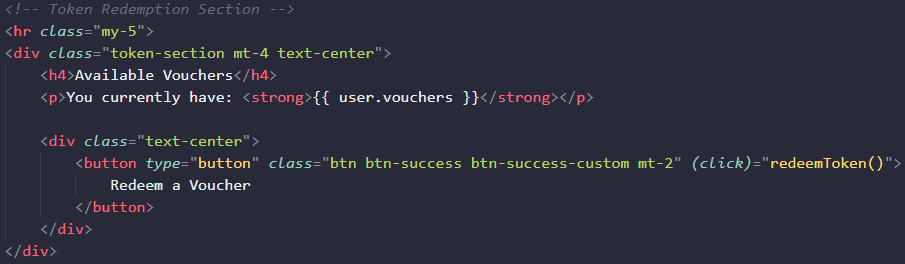 <!-- Token Redemption Section -->
<hr class="my-5">
<div class="token-section mt-4 text-center">
    <h4>Available Vouchers</h4>
    <p>You currently have: <strong>{{ user.vouchers }}</strong></p>

    <div class="text-center">
        <button type="button" class="btn btn-success btn-success-custom mt-2" (click)="redeemToken()">
            Redeem a Voucher
        </button>
    </div>
</div>